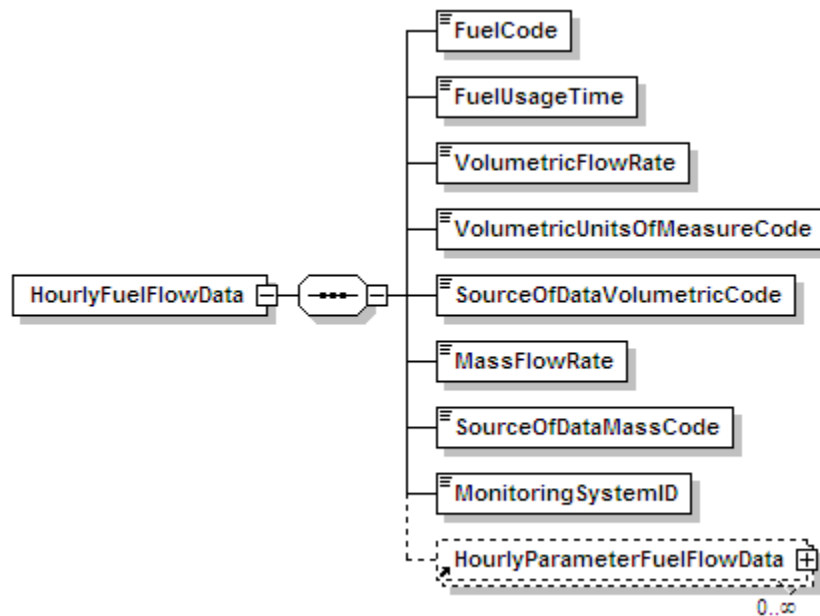 FuelCode
FuelUsageTime
VolumetricFlowRate
VolumetricUnitsOfMeasureCode
HourlyFuelFlowData
SourceOfDataVolumetricCode
MassFlowRate
SourceOfDataMassCode
MonitoringSystemID
HourlyParameterFuelFlowData
0..∞